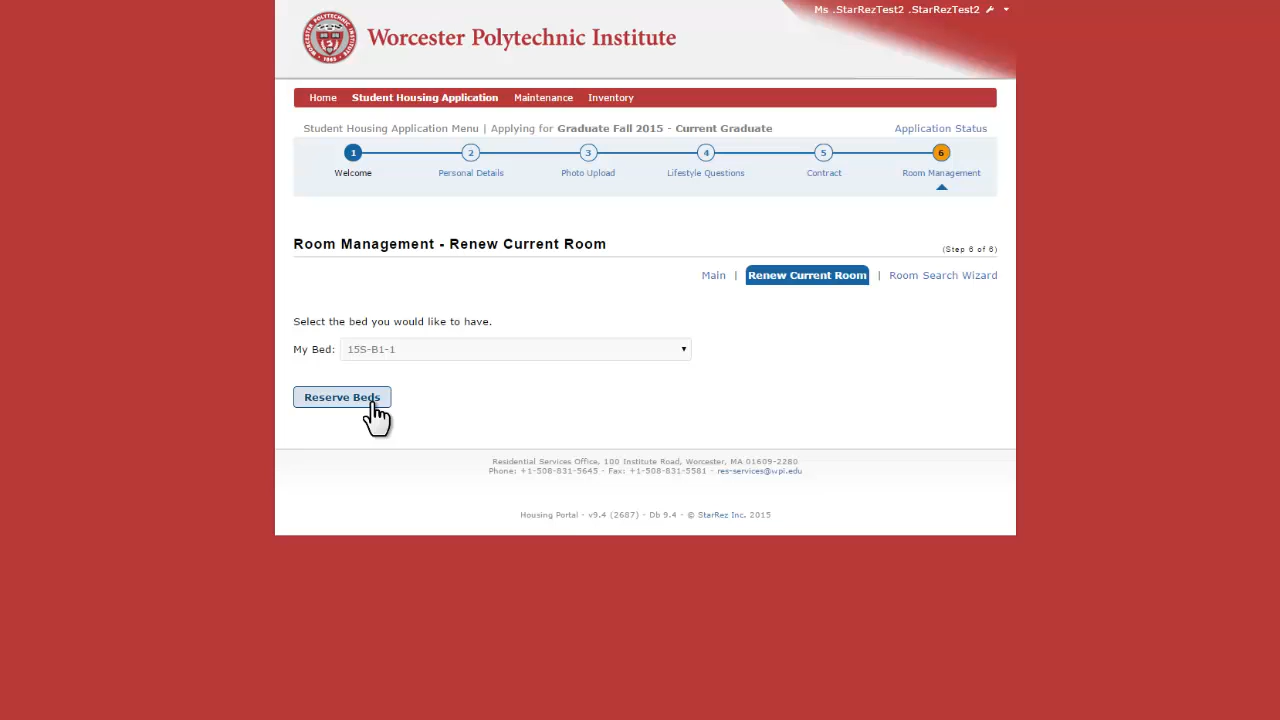 Ms .StarRezTest2 .StarRezTest2
Worcester Polytechnic Institute
Home Student Housing Application Maintenance Inventory
Student Housing Application Menu | Applying for Graduate Fall 2015 - Current Graduate Application Status
1 2 3 4 5 6
Welcome Personal Details Photo Upload Lifestyle Questions Contract Room Management
Room Management - Renew Current Room (Step 6 of 6)
Main | Renew Current Room | Room Search Wizard
Select the bed you would like to have.
My Bed: 15S-B1-1
Reserve Beds
Residential Services Office, 100 Institute Road, Worcester, MA 01609-2280
Phone: +1-508-831-5645 - Fax: +1-508-831-5581 - res-services@wpi.edu
Housing Portal - v9.4 (2687) - Db 9.4 - © StarRez Inc. 2015